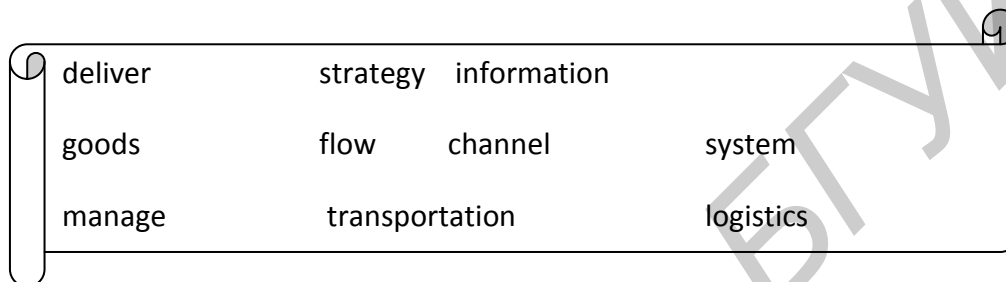 deliver strategy information
goods flow channel system
manage transportation logistics